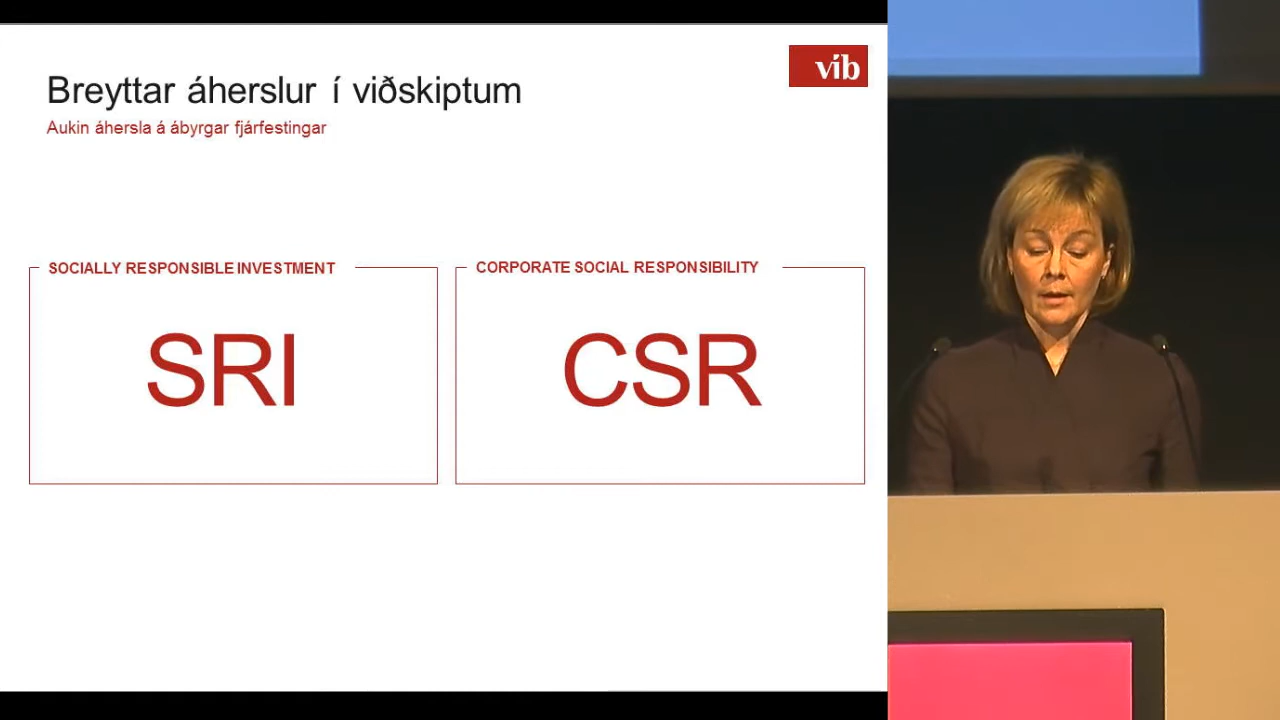 Breyttar áherslur í viðskiptum
Aukin áhersla á ábyrgar fjárfestingar
víb
SOCIALLY RESPONSIBLE INVESTMENT
SRI
CORPORATE SOCIAL RESPONSIBILITY
CSR